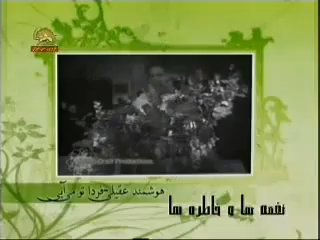 هوشمند عقیلی-فردا تو می آیی
نغمه ها و خاطره ها